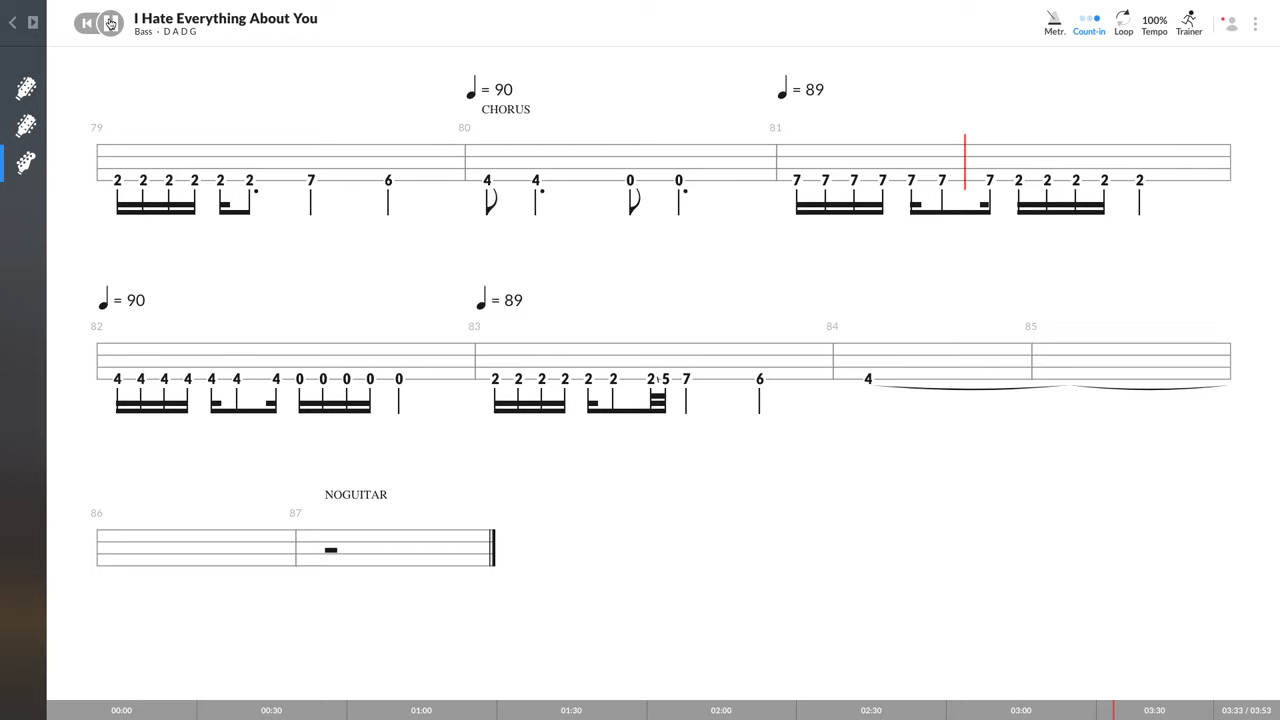 I Hate Everything About You
Bass · D A D G
100%
Metr. Count-in Loop Tempo Trainer
= 90 = 89
CHORUS
79 80 81
2 2 2 2 2 2 7 6 4 4 0 0 7 7 7 7 7 7 7 2 2 2 2 2
= 90 = 89
82 83 84 85
4 4 4 4 4 4 4 0 0 0 0 0 2 2 2 2 2 2 2 5 7 6 4
NOGUITAR
86 87
00:00 00:30 01:00 01:30 02:00 02:30 03:00 03:30 03:33 / 03:53